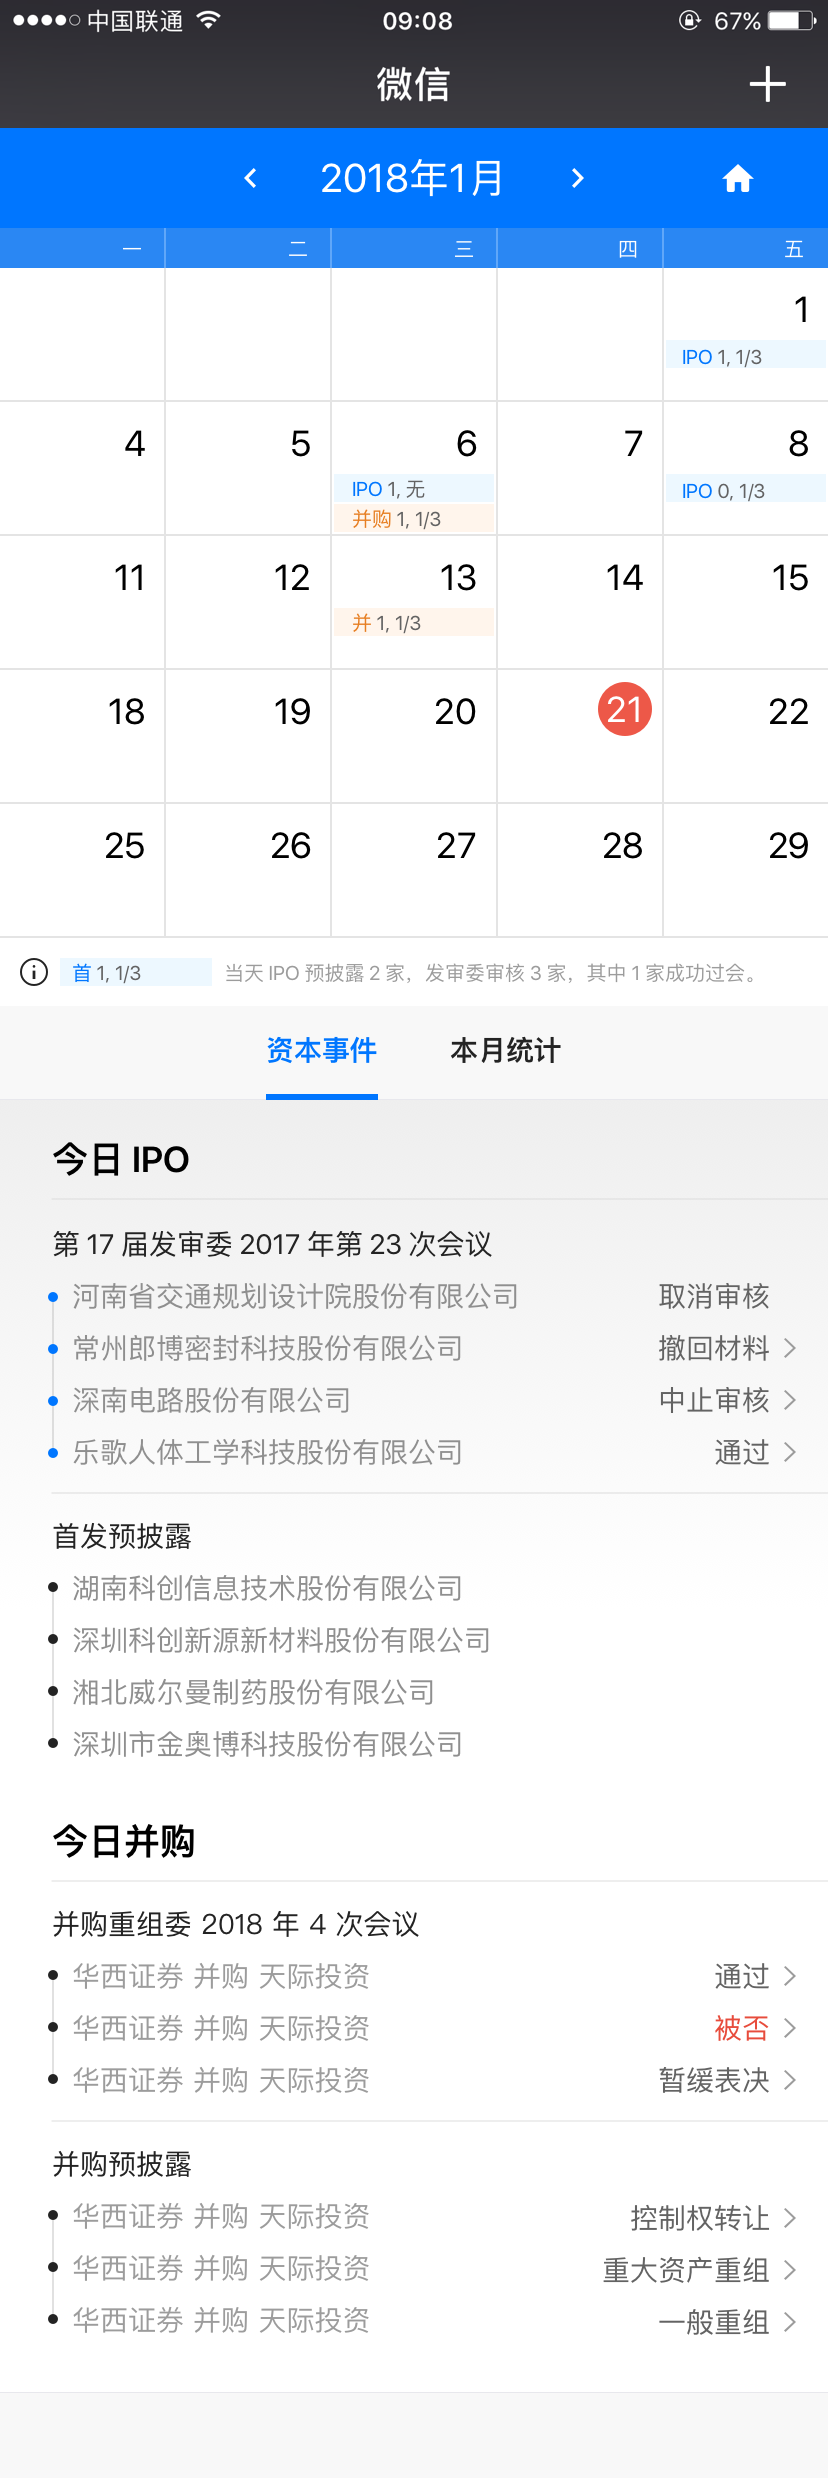 中国联通 09:08 67%
微信
2018年1月
一 二 三 四 五
1
IPO 1, 1/3
4 5 6 7 8
IPO 1, 无 IPO 0, 1/3
并购 1, 1/3
11 12 13 14 15
并 1, 1/3
18 19 20 21 22
25 26 27 28 29
首 1, 1/3 当天 IPO 预披露 2 家，发审委审核 3 家，其中 1 家成功过会。
资本事件 本月统计
今日 IPO
第 17 届发审委 2017 年第 23 次会议
河南省交通规划设计院股份有限公司 取消审核
常州郎博密封科技股份有限公司 撤回材料
深南电路股份有限公司 中止审核
乐歌人体工学科技股份有限公司 通过
首发预披露
湖南科创信息技术股份有限公司
深圳科创新源新材料股份有限公司
湘北威尔曼制药股份有限公司
深圳市金奥博科技股份有限公司
今日并购
并购重组委 2018 年 4 次会议
华西证券 并购 天际投资 通过
华西证券 并购 天际投资 被否
华西证券 并购 天际投资 暂缓表决
并购预披露
华西证券 并购 天际投资 控制权转让
华西证券 并购 天际投资 重大资产重组
华西证券 并购 天际投资 一般重组